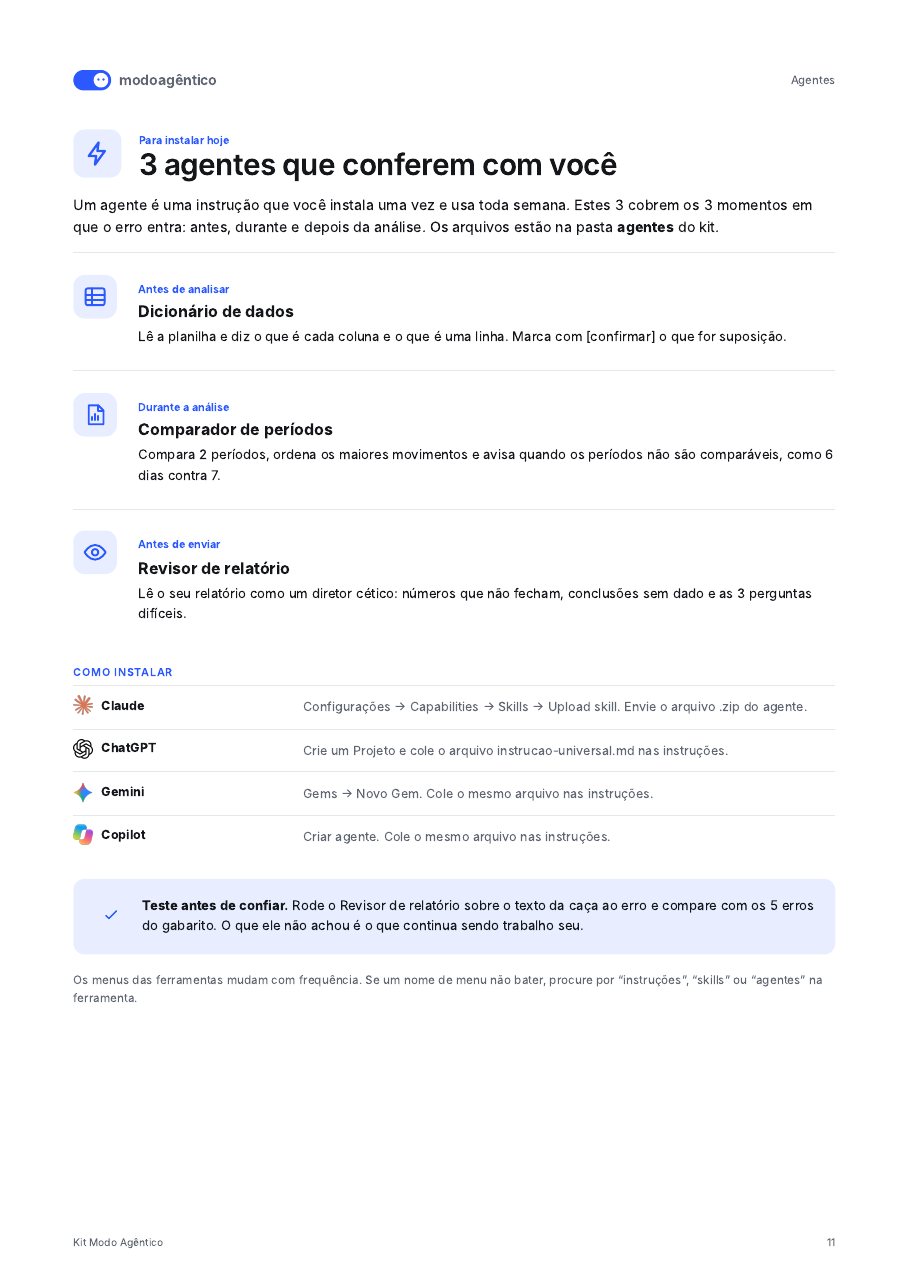 modoagêntico
Agentes
Para instalar hoje
3 agentes que conferem com você
Um agente é uma instrução que você instala uma vez e usa toda semana. Estes 3 cobrem os 3 momentos em
que o erro entra: antes, durante e depois da análise. Os arquivos estão na pasta agentes do kit.
Antes de analisar
Dicionário de dados
Lê a planilha e diz o que é cada coluna e o que é uma linha. Marca com [confirmar] o que for suposição.
Durante a análise
Comparador de períodos
Compara 2 períodos, ordena os maiores movimentos e avisa quando os períodos não são comparáveis, como 6
dias contra 7.
Antes de enviar
Revisor de relatório
Lê o seu relatório como um diretor cético: números que não fecham, conclusões sem dado e as 3 perguntas
difíceis.
COMO INSTALAR
Claude
Configurações → Capabilities → Skills → Upload skill. Envie o arquivo .zip do agente.
ChatGPT
Crie um Projeto e cole o arquivo instrucao-universal.md nas instruções.
Gemini
Gems → Novo Gem. Cole o mesmo arquivo nas instruções.
Copilot
Criar agente. Cole o mesmo arquivo nas instruções.
Teste antes de confiar. Rode o Revisor de relatório sobre o texto da caça ao erro e compare com os 5 erros
do gabarito. O que ele não achou é o que continua sendo trabalho seu.
Os menus das ferramentas mudam com frequência. Se um nome de menu não bater, procure por “instruções”, “skills” ou “agentes” na
ferramenta.
Kit Modo Agêntico
11